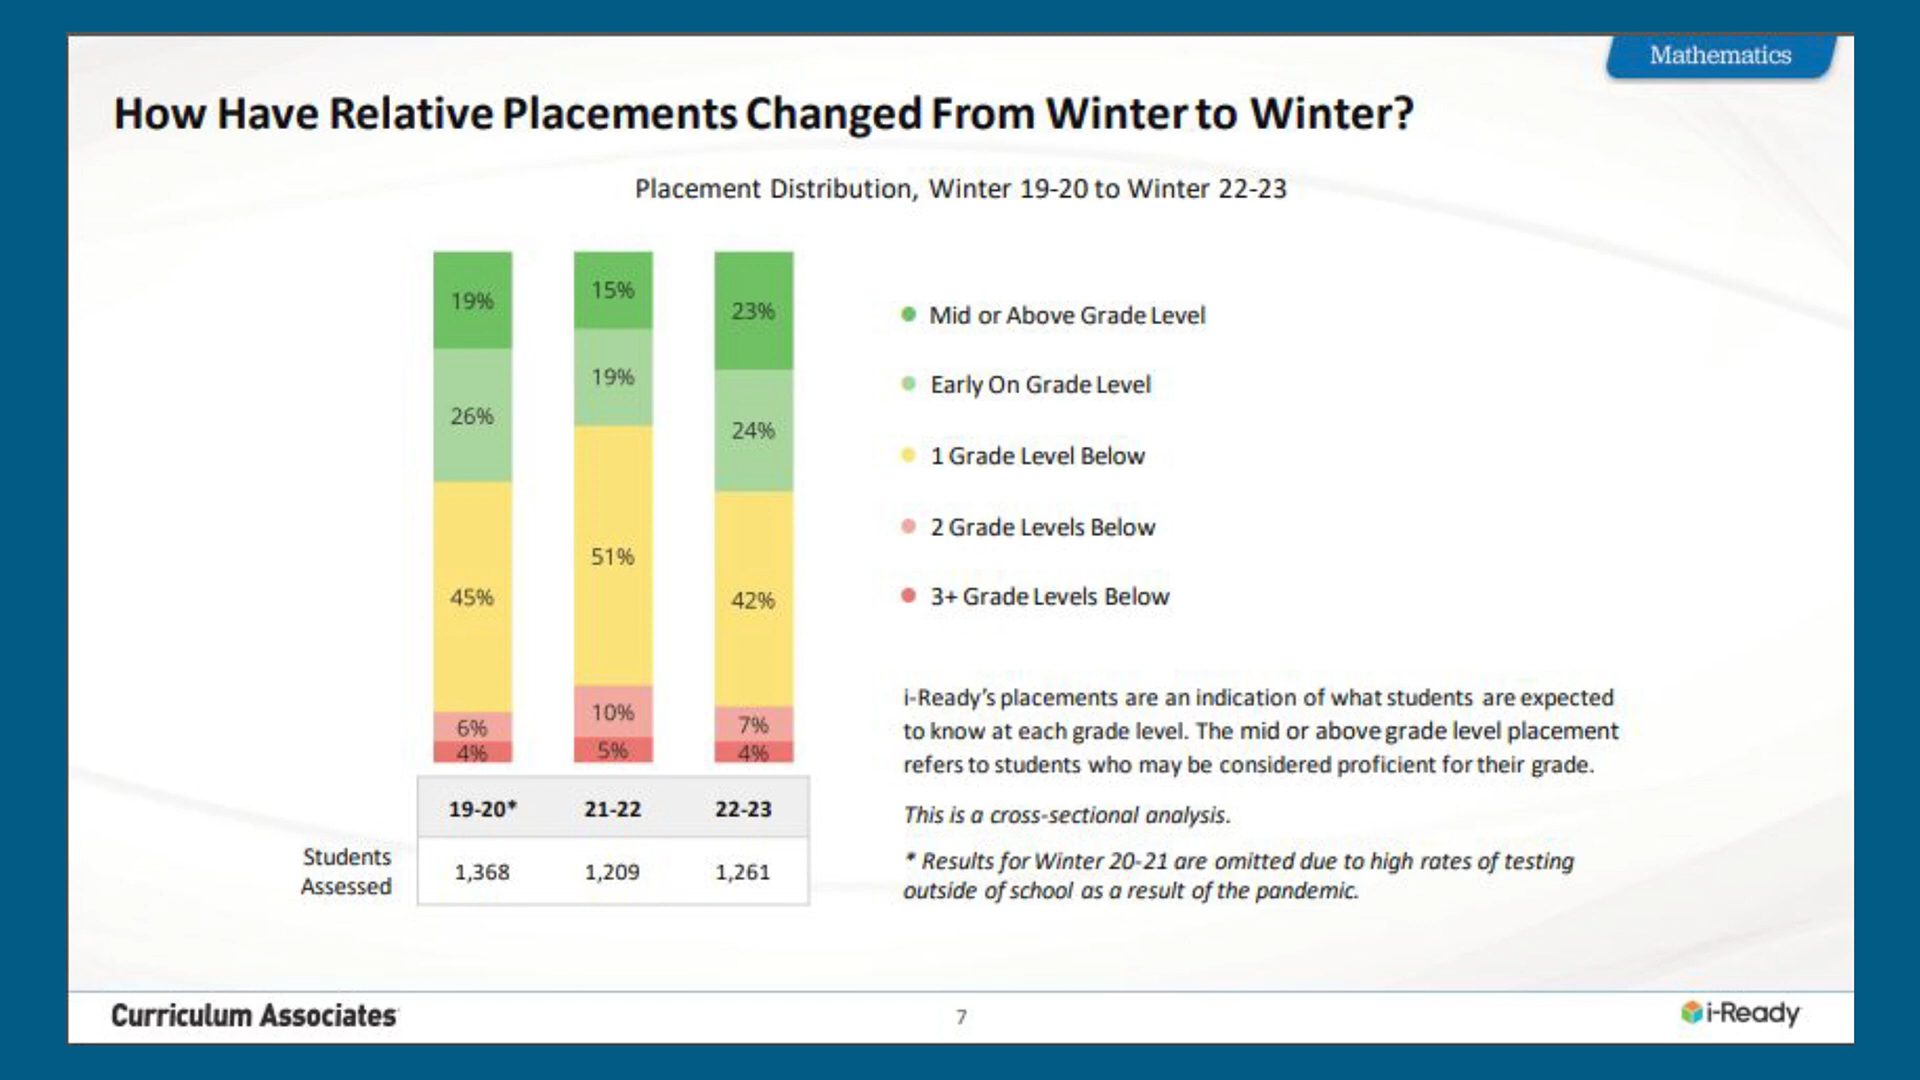 Mathematics
How Have Relative Placements Changed From Winter to Winter?
Placement Distribution, Winter 19-20 to Winter 22-23
19%
26%
45%
6%
4%
15%
19%
51%
10%
5%
23%
24%
42%
7%
4%
Mid or Above Grade Level
Early On Grade Level
1 Grade Level Below
2 Grade Levels Below
3+ Grade Levels Below
19-20* 21-22 22-23
Students
Assessed
1,368 1,209 1,261
i-Ready's placements are an indication of what students are expected
to know at each grade level. The mid or above grade level placement
refers to students who may be considered proficient for their grade.
This is a cross-sectional analysis.
* Results for Winter 20-21 are omitted due to high rates of testing
outside of school as a result of the pandemic.
Curriculum Associates
7
i-Ready